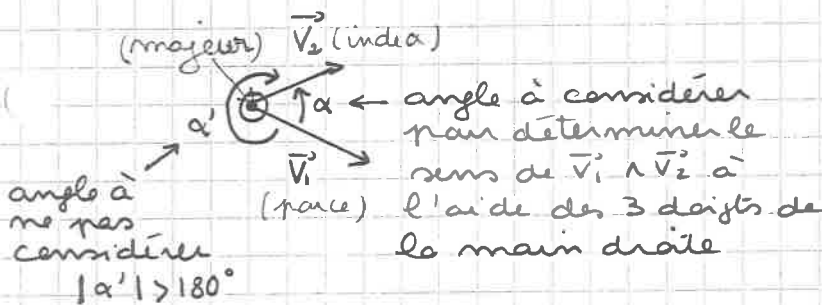 (majeur) V₂ (index)
α' α ← angle à considérer
pour déterminer le
V₁ sens de V₁ ∧ V₂ à
(pouce) l'aide des 3 doigts de
la main droite
angle à
ne pas
considérer
|α'| > 180°